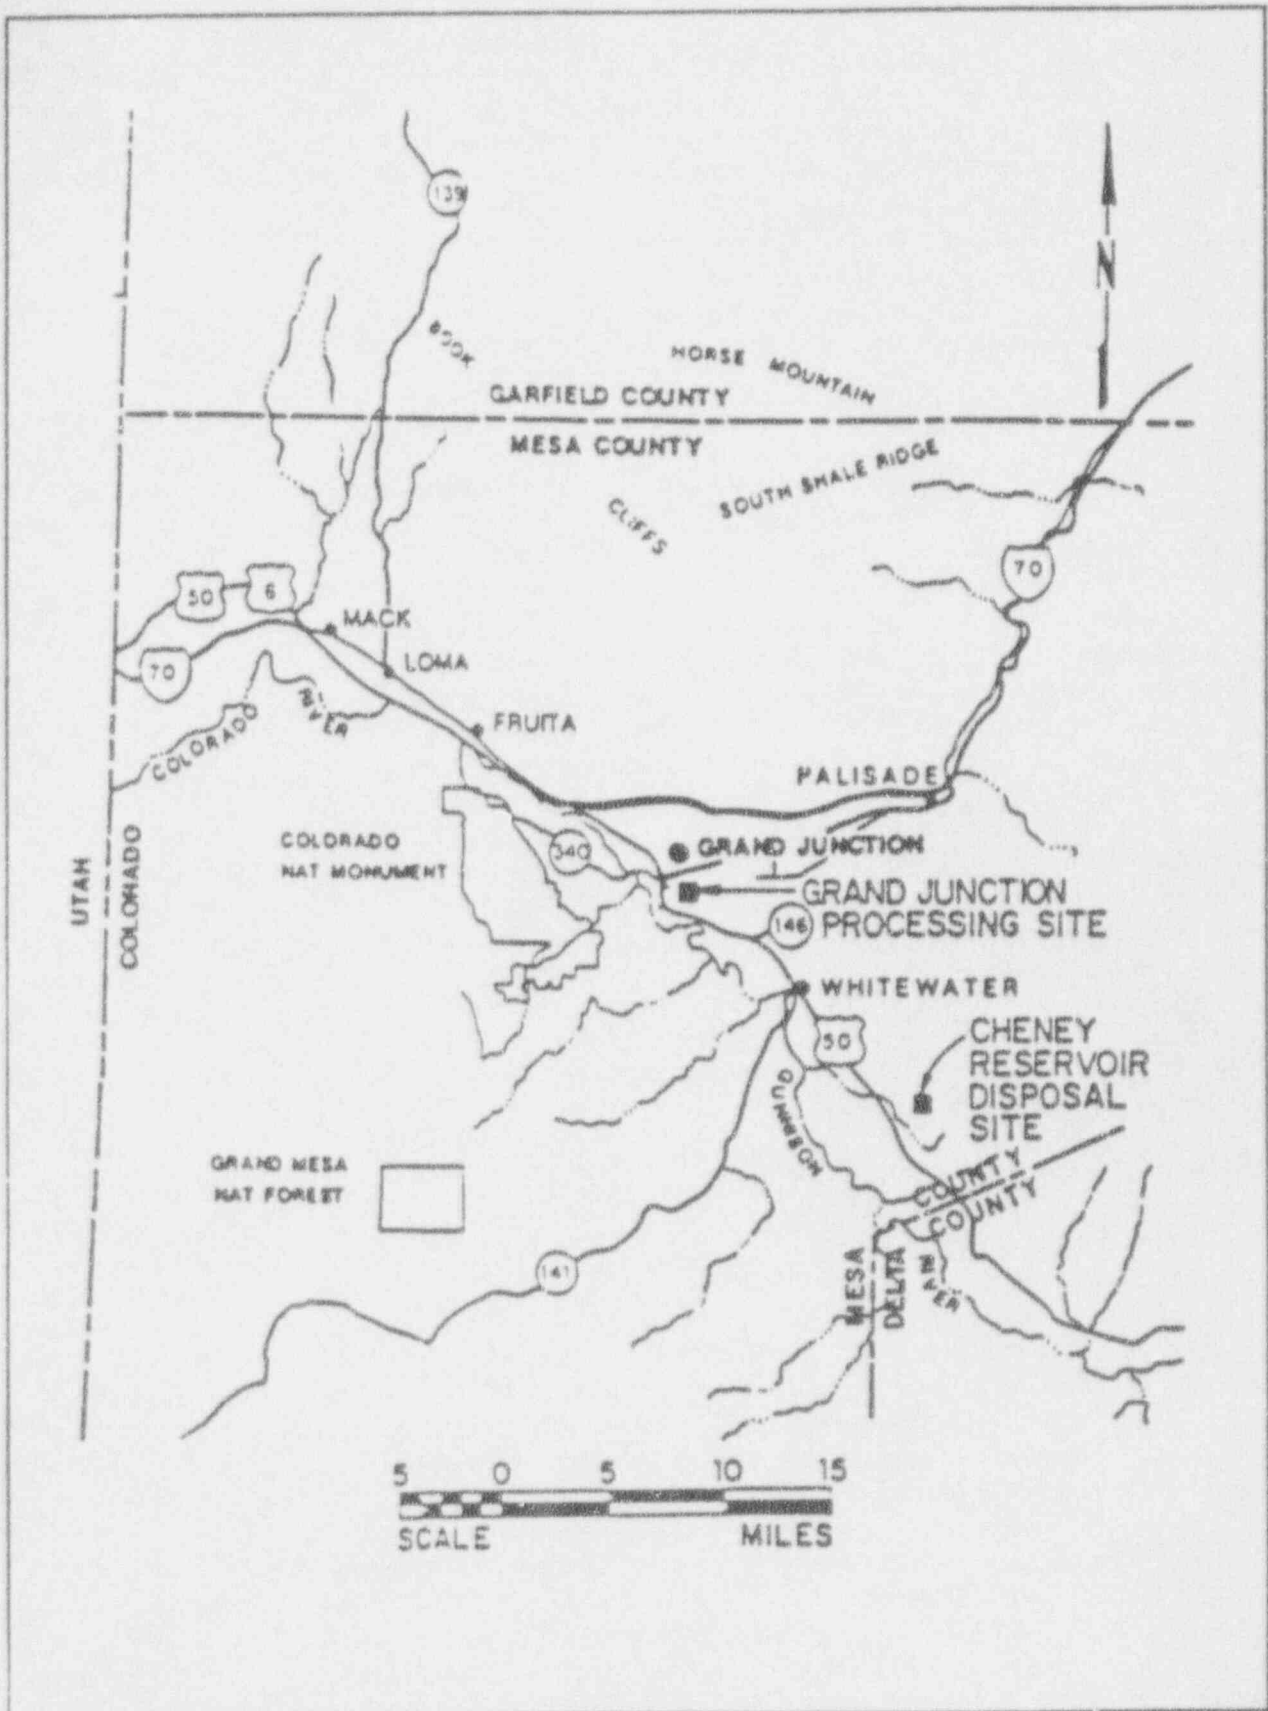 139
N
BOOK
HORSE MOUNTAIN
GARFIELD COUNTY
MESA COUNTY
SOUTH SHALE RIDGE
CLIFFS
70
50
6
MACK
70
LOMA
COLORADO RIVER
FRUITA
PALISADE
UTAH
COLORADO
COLORADO
NAT MONUMENT
340
GRAND JUNCTION
GRAND JUNCTION
PROCESSING SITE
146
WHITEWATER
50
CHENEY
RESERVOIR
DISPOSAL
SITE
GUNNISON
RIVER
GRAND MESA
NAT FOREST
COUNTY
COUNTY
MESA
DELTA
141
5 0 5 10 15
SCALE MILES